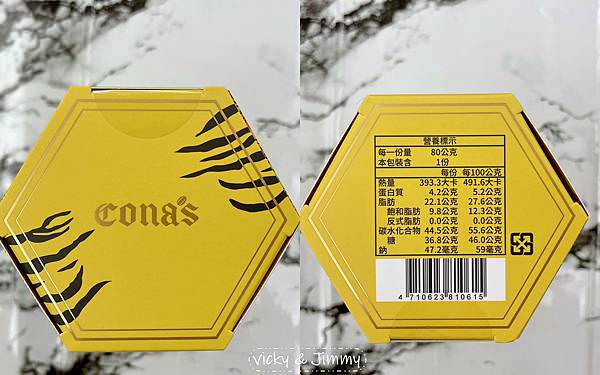 cona's
營養標示
每一份量 80公克
本包裝含 1份
每份 每100公克
熱量 393.3大卡 491.6大卡
蛋白質 4.2公克 5.2公克
脂肪 22.1公克 27.6公克
飽和脂肪 9.8公克 12.3公克
反式脂肪 0.0公克 0.0公克
碳水化合物 44.5公克 55.6公克
糖 36.8公克 46.0公克
鈉 47.2毫克 59毫克
4 710623 810615
Vicky & Jimmy